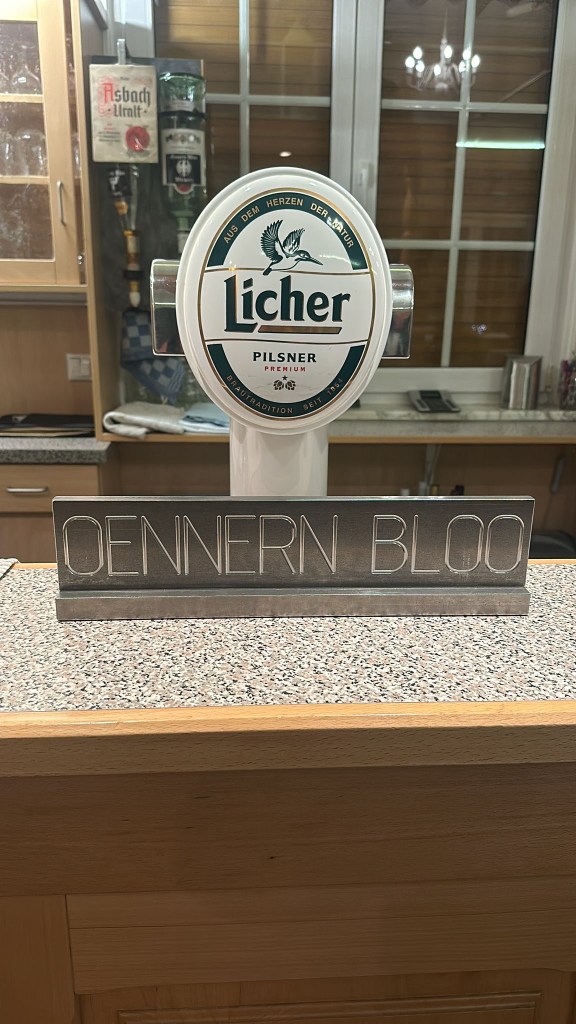 Asbach
Uralt
AUS DEM HERZEN DER NATUR
Licher
PILSNER
PREMIUM
BRAUTRADITION SEIT 1854
OENNERN BLOO